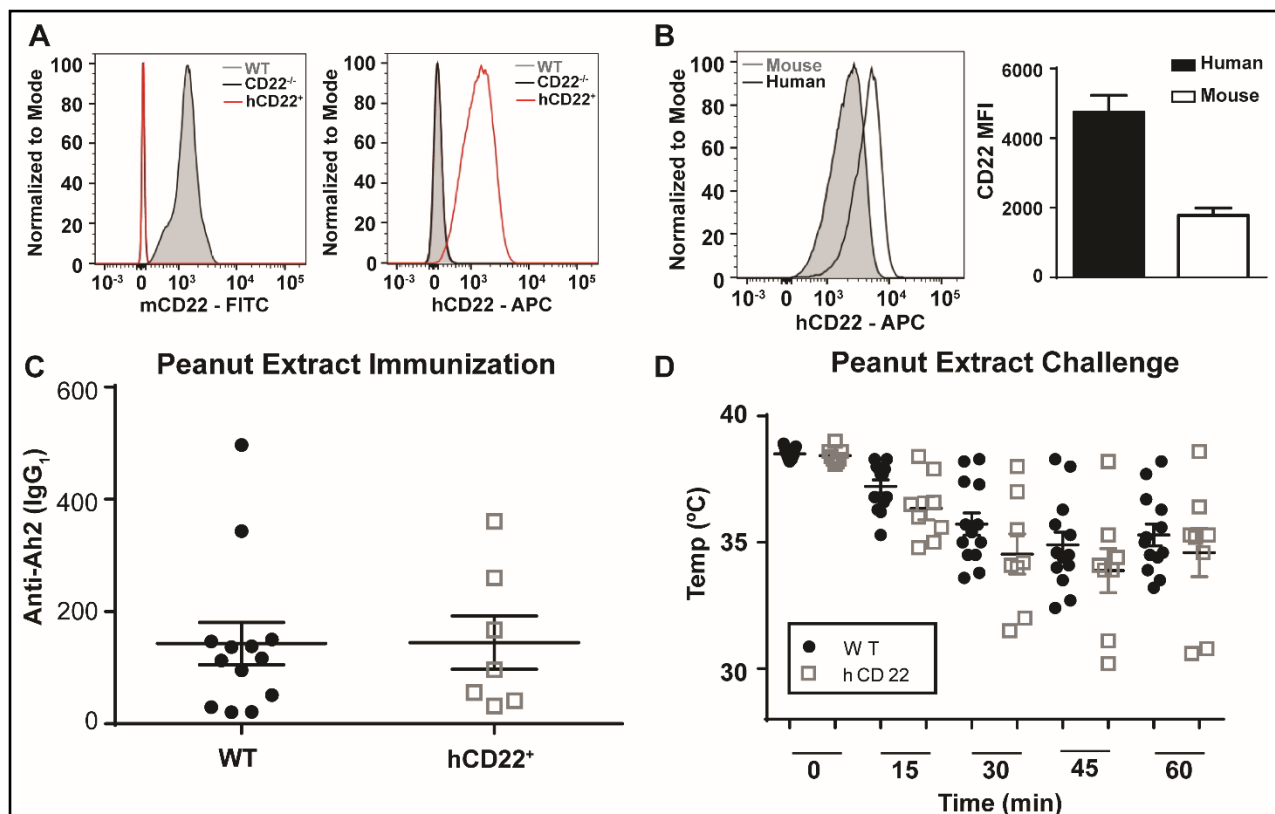 A
Normalized to Mode
100
80
60
40
20
0
WT
CD22-/-
hCD22+
10-3 0 103 104 105
mCD22 - FITC
Normalized to Mode
100
80
60
40
20
0
WT
CD22-/-
hCD22+
10-3 0 103 104 105
hCD22 - APC
B
Normalized to Mode
100
80
60
40
20
0
Mouse
Human
10-3 0 103 104 105
hCD22 - APC
CD22 MFI
6000
4000
2000
0
Human
Mouse
C
Peanut Extract Immunization
Anti-Ah2 (IgG1)
600
400
200
0
WT hCD22+
D
Peanut Extract Challenge
Temp (ºC)
40
35
30
WT
hCD22
0 15 30 45 60
Time (min)